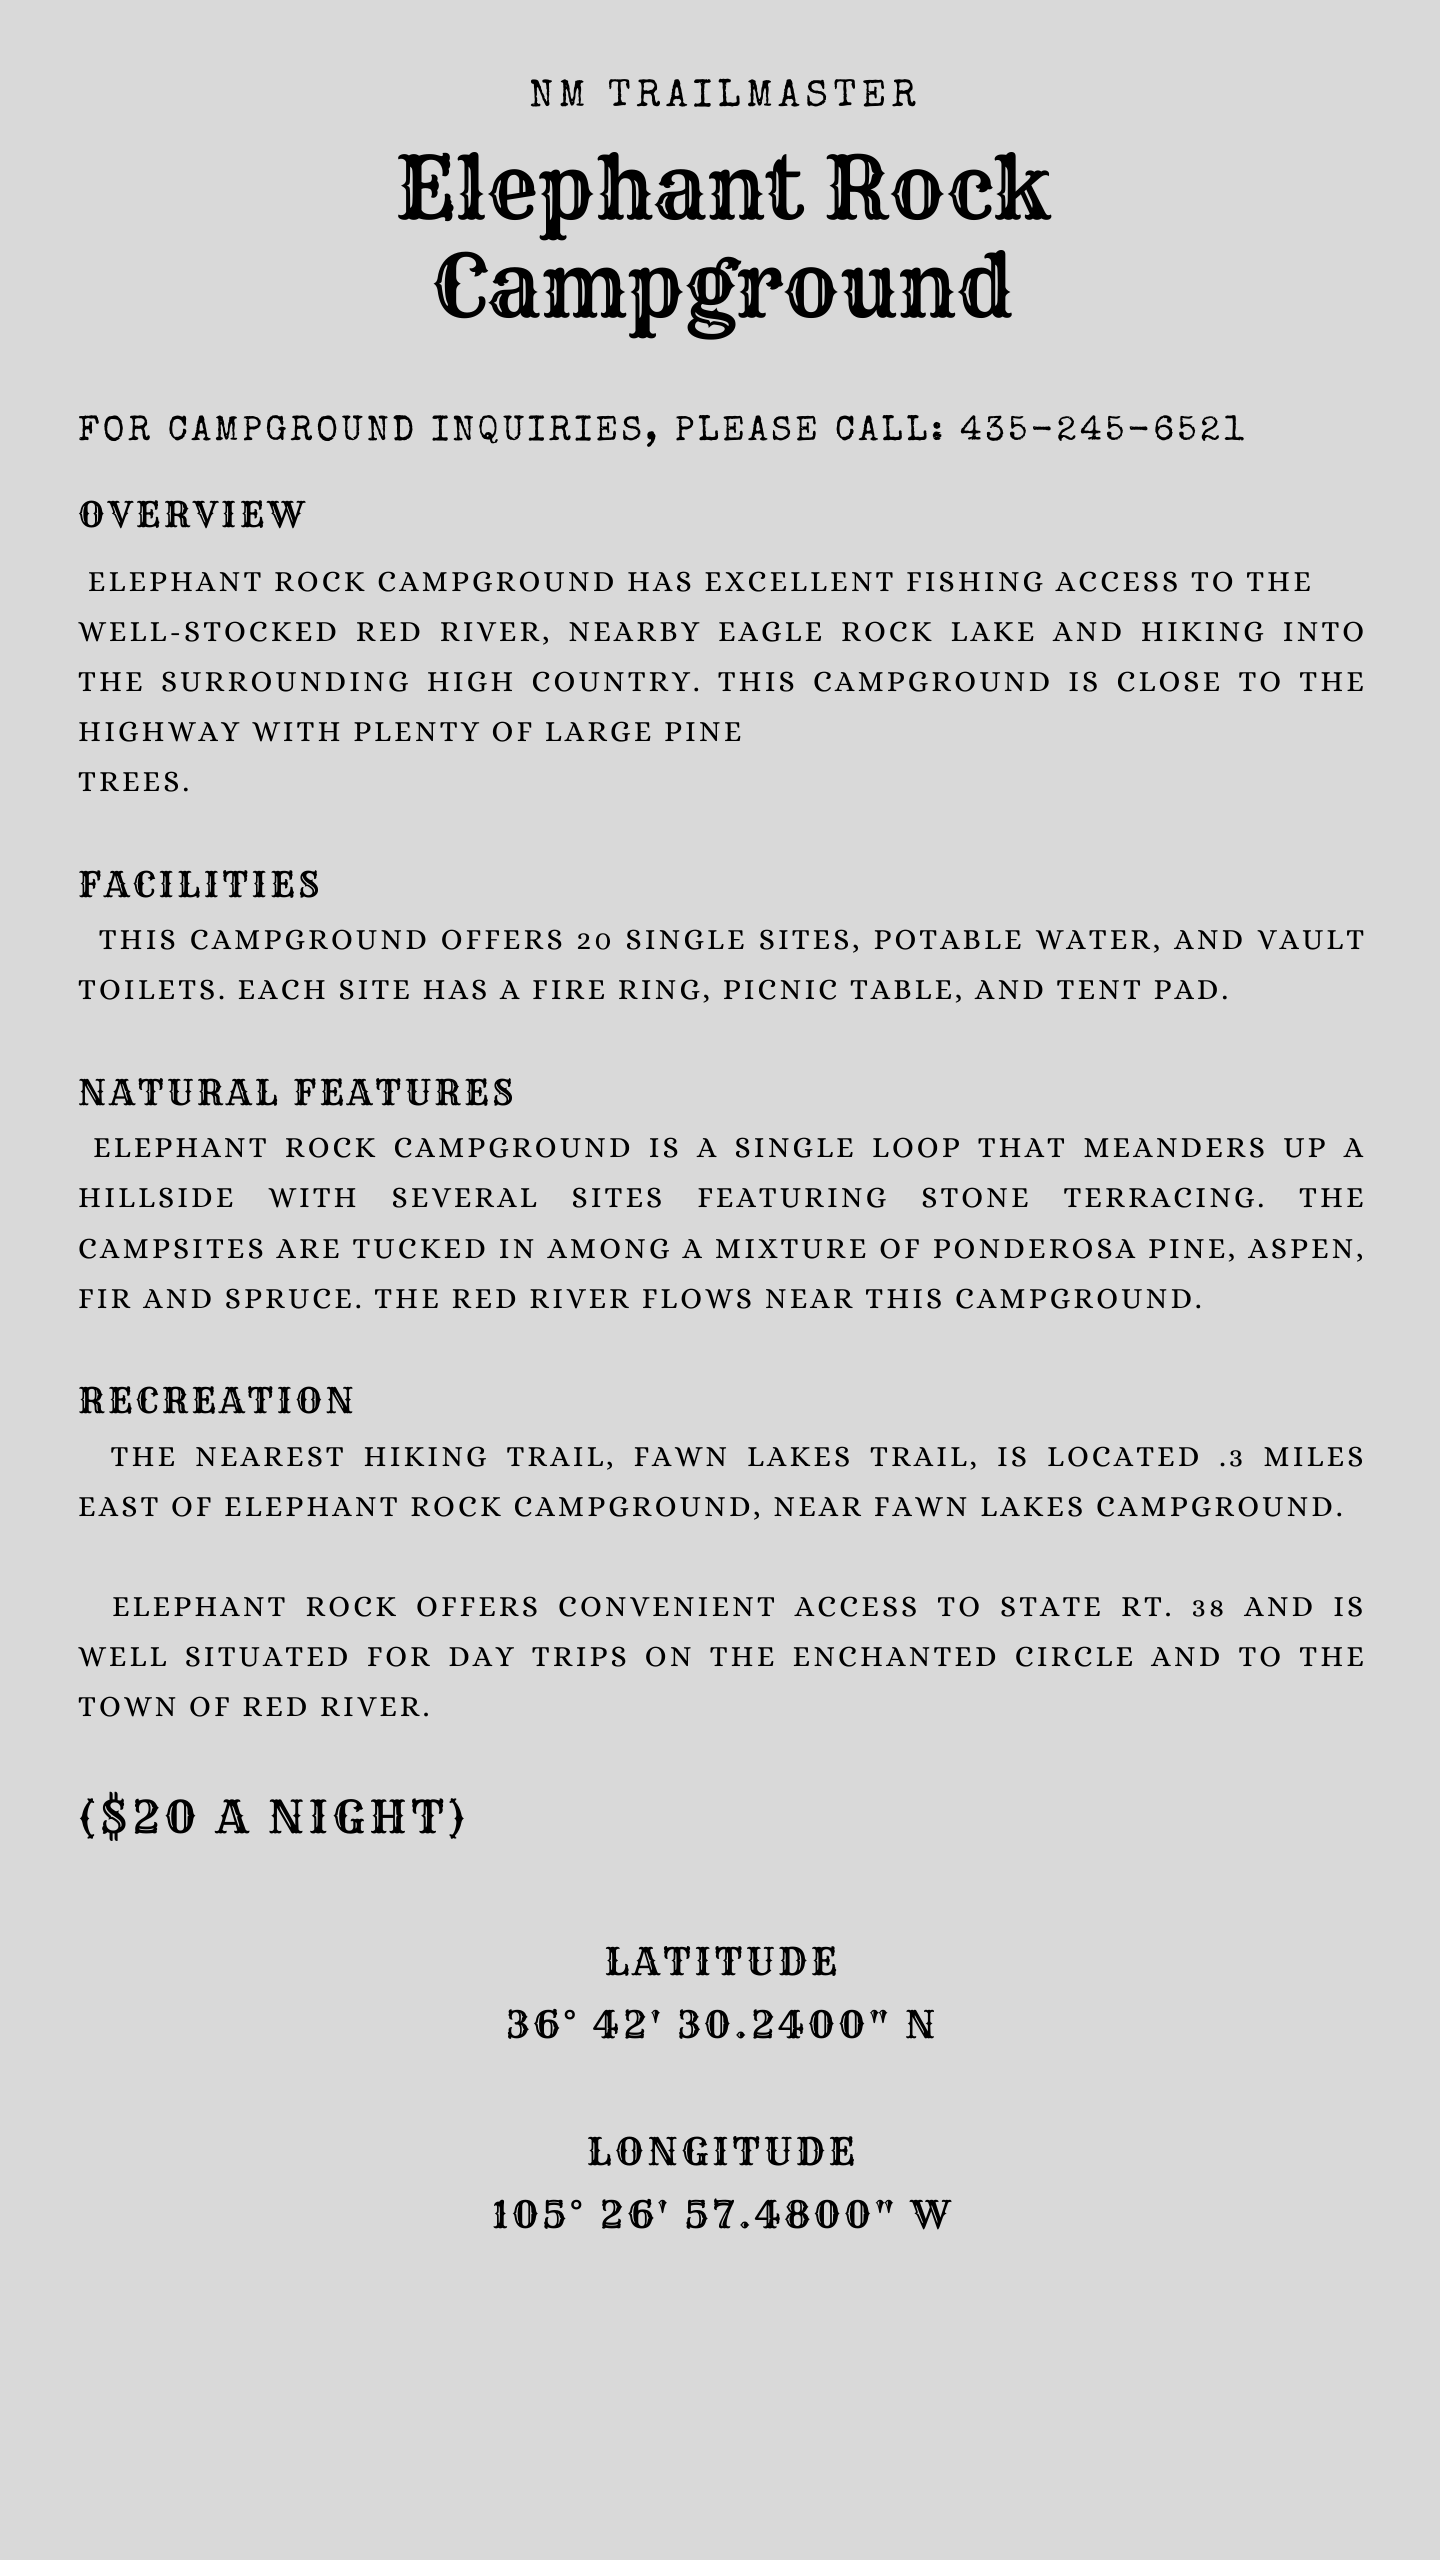 NM TRAILMASTER
Elephant Rock
Campground
FOR CAMPGROUND INQUIRIES, PLEASE CALL: 435-245-6521
OVERVIEW
ELEPHANT ROCK CAMPGROUND HAS EXCELLENT FISHING ACCESS TO THE
WELL-STOCKED RED RIVER, NEARBY EAGLE ROCK LAKE AND HIKING INTO
THE SURROUNDING HIGH COUNTRY. THIS CAMPGROUND IS CLOSE TO THE
HIGHWAY WITH PLENTY OF LARGE PINE
TREES.
FACILITIES
THIS CAMPGROUND OFFERS 20 SINGLE SITES, POTABLE WATER, AND VAULT
TOILETS. EACH SITE HAS A FIRE RING, PICNIC TABLE, AND TENT PAD.
NATURAL FEATURES
ELEPHANT ROCK CAMPGROUND IS A SINGLE LOOP THAT MEANDERS UP A
HILLSIDE WITH SEVERAL SITES FEATURING STONE TERRACING. THE
CAMPSITES ARE TUCKED IN AMONG A MIXTURE OF PONDEROSA PINE, ASPEN,
FIR AND SPRUCE. THE RED RIVER FLOWS NEAR THIS CAMPGROUND.
RECREATION
THE NEAREST HIKING TRAIL, FAWN LAKES TRAIL, IS LOCATED .3 MILES
EAST OF ELEPHANT ROCK CAMPGROUND, NEAR FAWN LAKES CAMPGROUND.
ELEPHANT ROCK OFFERS CONVENIENT ACCESS TO STATE RT. 38 AND IS
WELL SITUATED FOR DAY TRIPS ON THE ENCHANTED CIRCLE AND TO THE
TOWN OF RED RIVER.
($20 A NIGHT)
LATITUDE
36° 42' 30.2400" N
LONGITUDE
105° 26' 57.4800" W